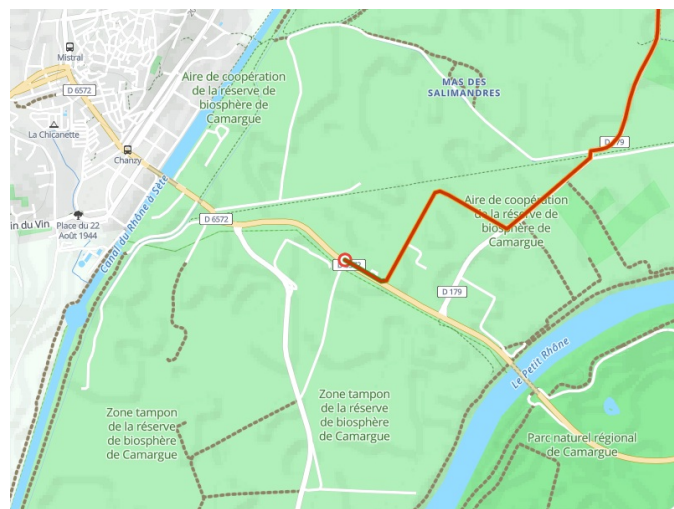 Mistral
D 6572
Aire de coopération
de la réserve de
biosphère de
Camargue
MAS DES
SALIMANDRES
La Chicanette
Chanzy
Canal du Rhône à Sète
in du Vin
Place du 22
Août 1944
D 6572
Aire de coopération
de la réserve de
biosphère de
Camargue
D 179
Le Petit Rhône
Zone tampon
de la réserve
de biosphère
de Camargue
Zone tampon
de la réserve
de biosphère
de Camargue
Parc naturel régional
de Camargue